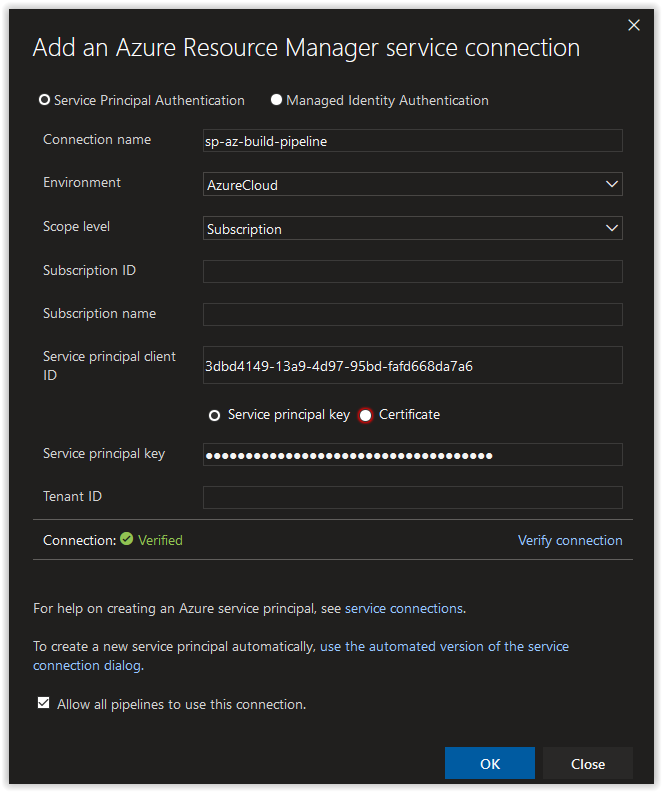 Add an Azure Resource Manager service connection
Service Principal Authentication Managed Identity Authentication
Connection name sp-az-build-pipeline
Environment AzureCloud
Scope level Subscription
Subscription ID
Subscription name
Service principal client
ID
3dbd4149-13a9-4d97-95bd-fafd668da7a6
Service principal key Certificate
Service principal key ••••••••••••••••••••••••••••••••••••
Tenant ID
Connection: Verified Verify connection
For help on creating an Azure service principal, see service connections.
To create a new service principal automatically, use the automated version of the service
connection dialog.
Allow all pipelines to use this connection.
OK Close